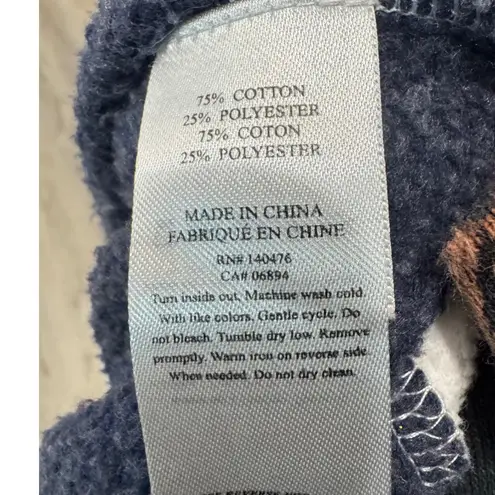 75% COTTON
25% POLYESTER
75% COTON
25% POLYESTER
MADE IN CHINA
FABRIQUÉ EN CHINE
RN# 140476
CA# 06894
Turn inside out. Machine wash cold.
With like colors. Gentle cycle. Do
not bleach. Tumble dry low. Remove
promptly. Warm iron on reverse side.
When needed. Do not dry clean.